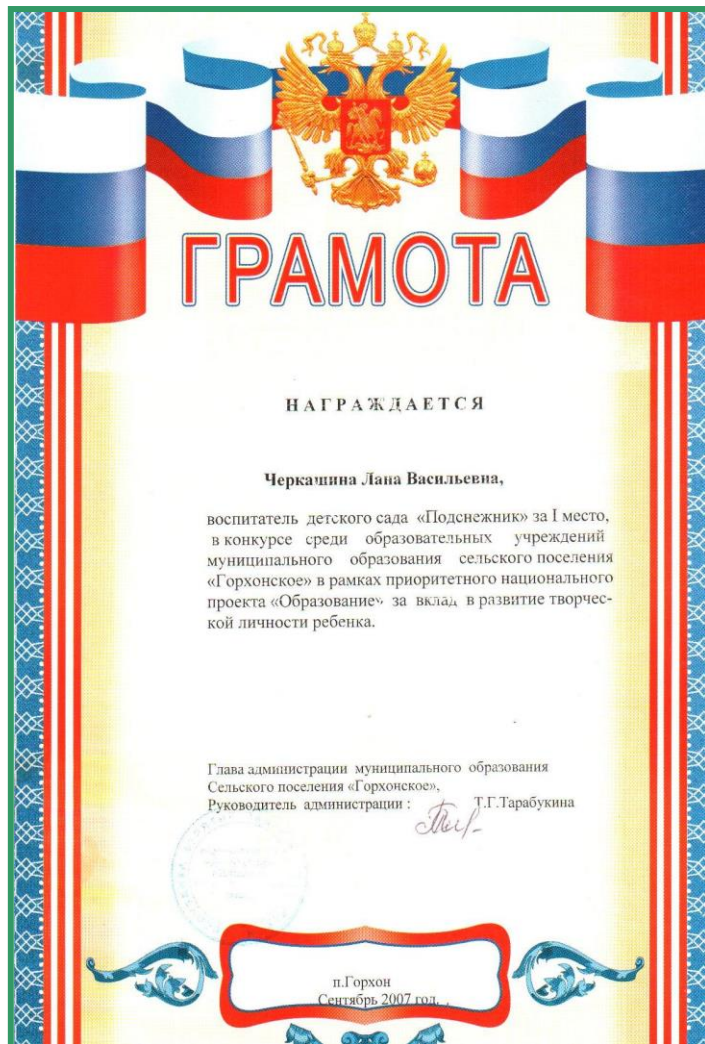 ГРАМОТА
НАГРАЖДАЕТСЯ
Черкашина Лана Васильевна,
воспитатель детского сада «Подснежник» за I место,
в конкурсе среди образовательных учреждений
муниципального образования сельского поселения
«Горхонское» в рамках приоритетного национального
проекта «Образование» за вклад в развитие творчес-
кой личности ребенка.
Глава администрации муниципального образования
Сельского поселения «Горхонское»,
Руководитель администрации : Т.Г.Тарабукина
п.Горхон
Сентябрь 2007 год.